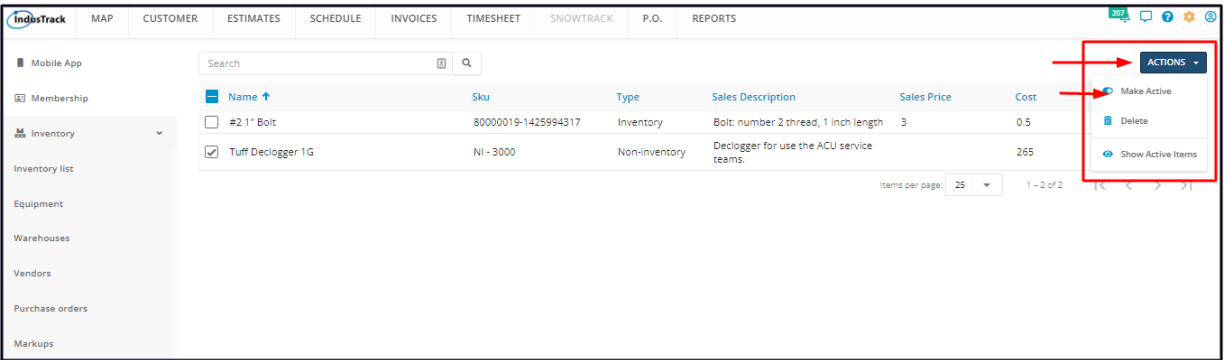 IndusTrack MAP CUSTOMER ESTIMATES SCHEDULE INVOICES TIMESHEET SNOWTRACK P.O. REPORTS 207
Mobile App
Search
ACTIONS
Membership
Name Sku Type Sales Description Sales Price Cost
Make Active
#2 1" Bolt 80000019-1425994317 Inventory Bolt: number 2 thread, 1 inch length 3 0.5
Delete
Inventory
Tuff Declogger 1G NI - 3000 Non-inventory Declogger for use the ACU service
teams. 265
Show Active Items
Inventory list
Items per page: 25 1 – 2 of 2
Equipment
Warehouses
Vendors
Purchase orders
Markups